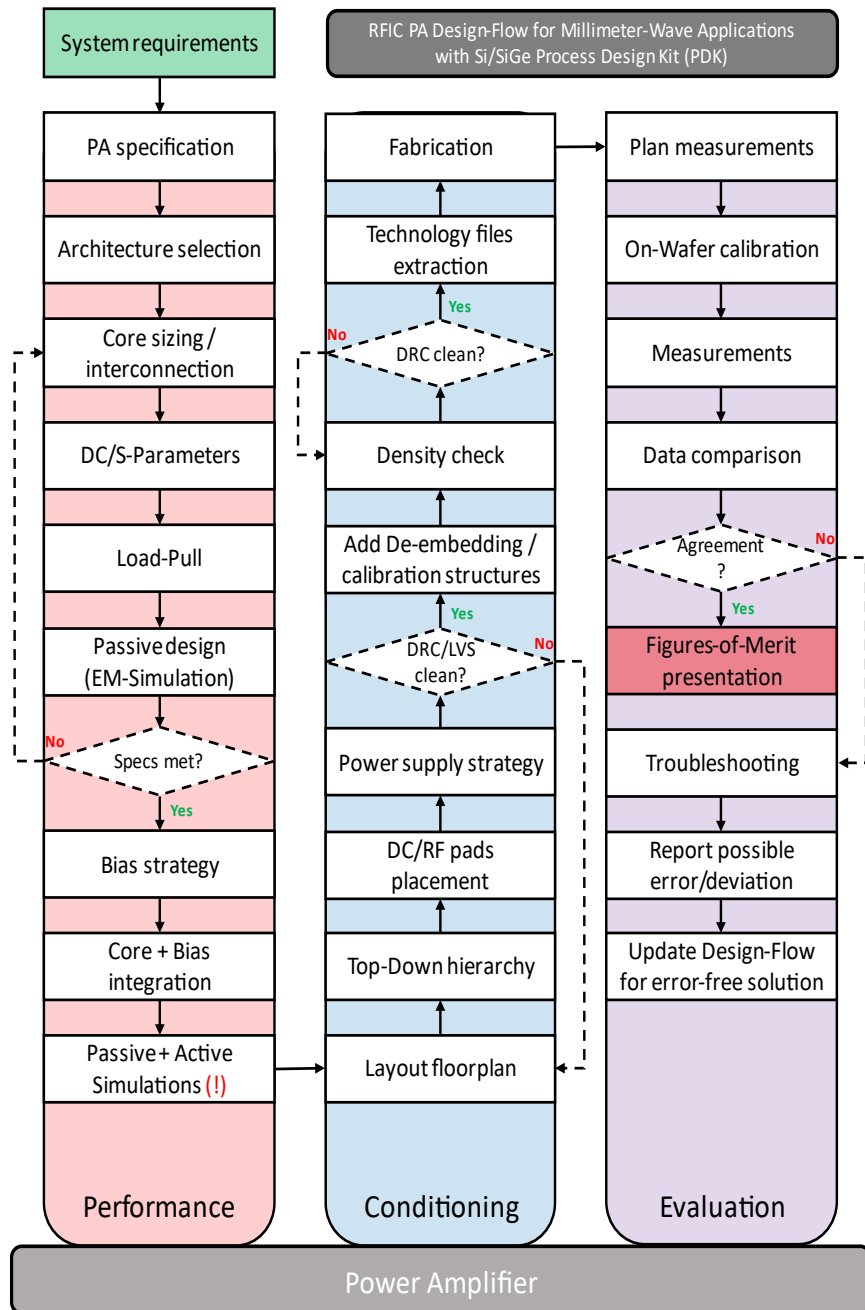 System requirements
RFIC PA Design-Flow for Millimeter-Wave Applications
with Si/SiGe Process Design Kit (PDK)
PA specification
Architecture selection
Core sizing /
interconnection
DC/S-Parameters
Load-Pull
Passive design
(EM-Simulation)
No
Specs met?
Yes
Bias strategy
Core + Bias
integration
Passive + Active
Simulations (!)
Performance
Fabrication
Technology files
extraction
Yes
No
DRC clean?
Density check
Add De-embedding /
calibration structures
Yes
DRC/LVS
clean?
No
Power supply strategy
DC/RF pads
placement
Top-Down hierarchy
Layout floorplan
Conditioning
Plan measurements
On-Wafer calibration
Measurements
Data comparison
Agreement
?
No
Yes
Figures-of-Merit
presentation
Troubleshooting
Report possible
error/deviation
Update Design-Flow
for error-free solution
Evaluation
Power Amplifier